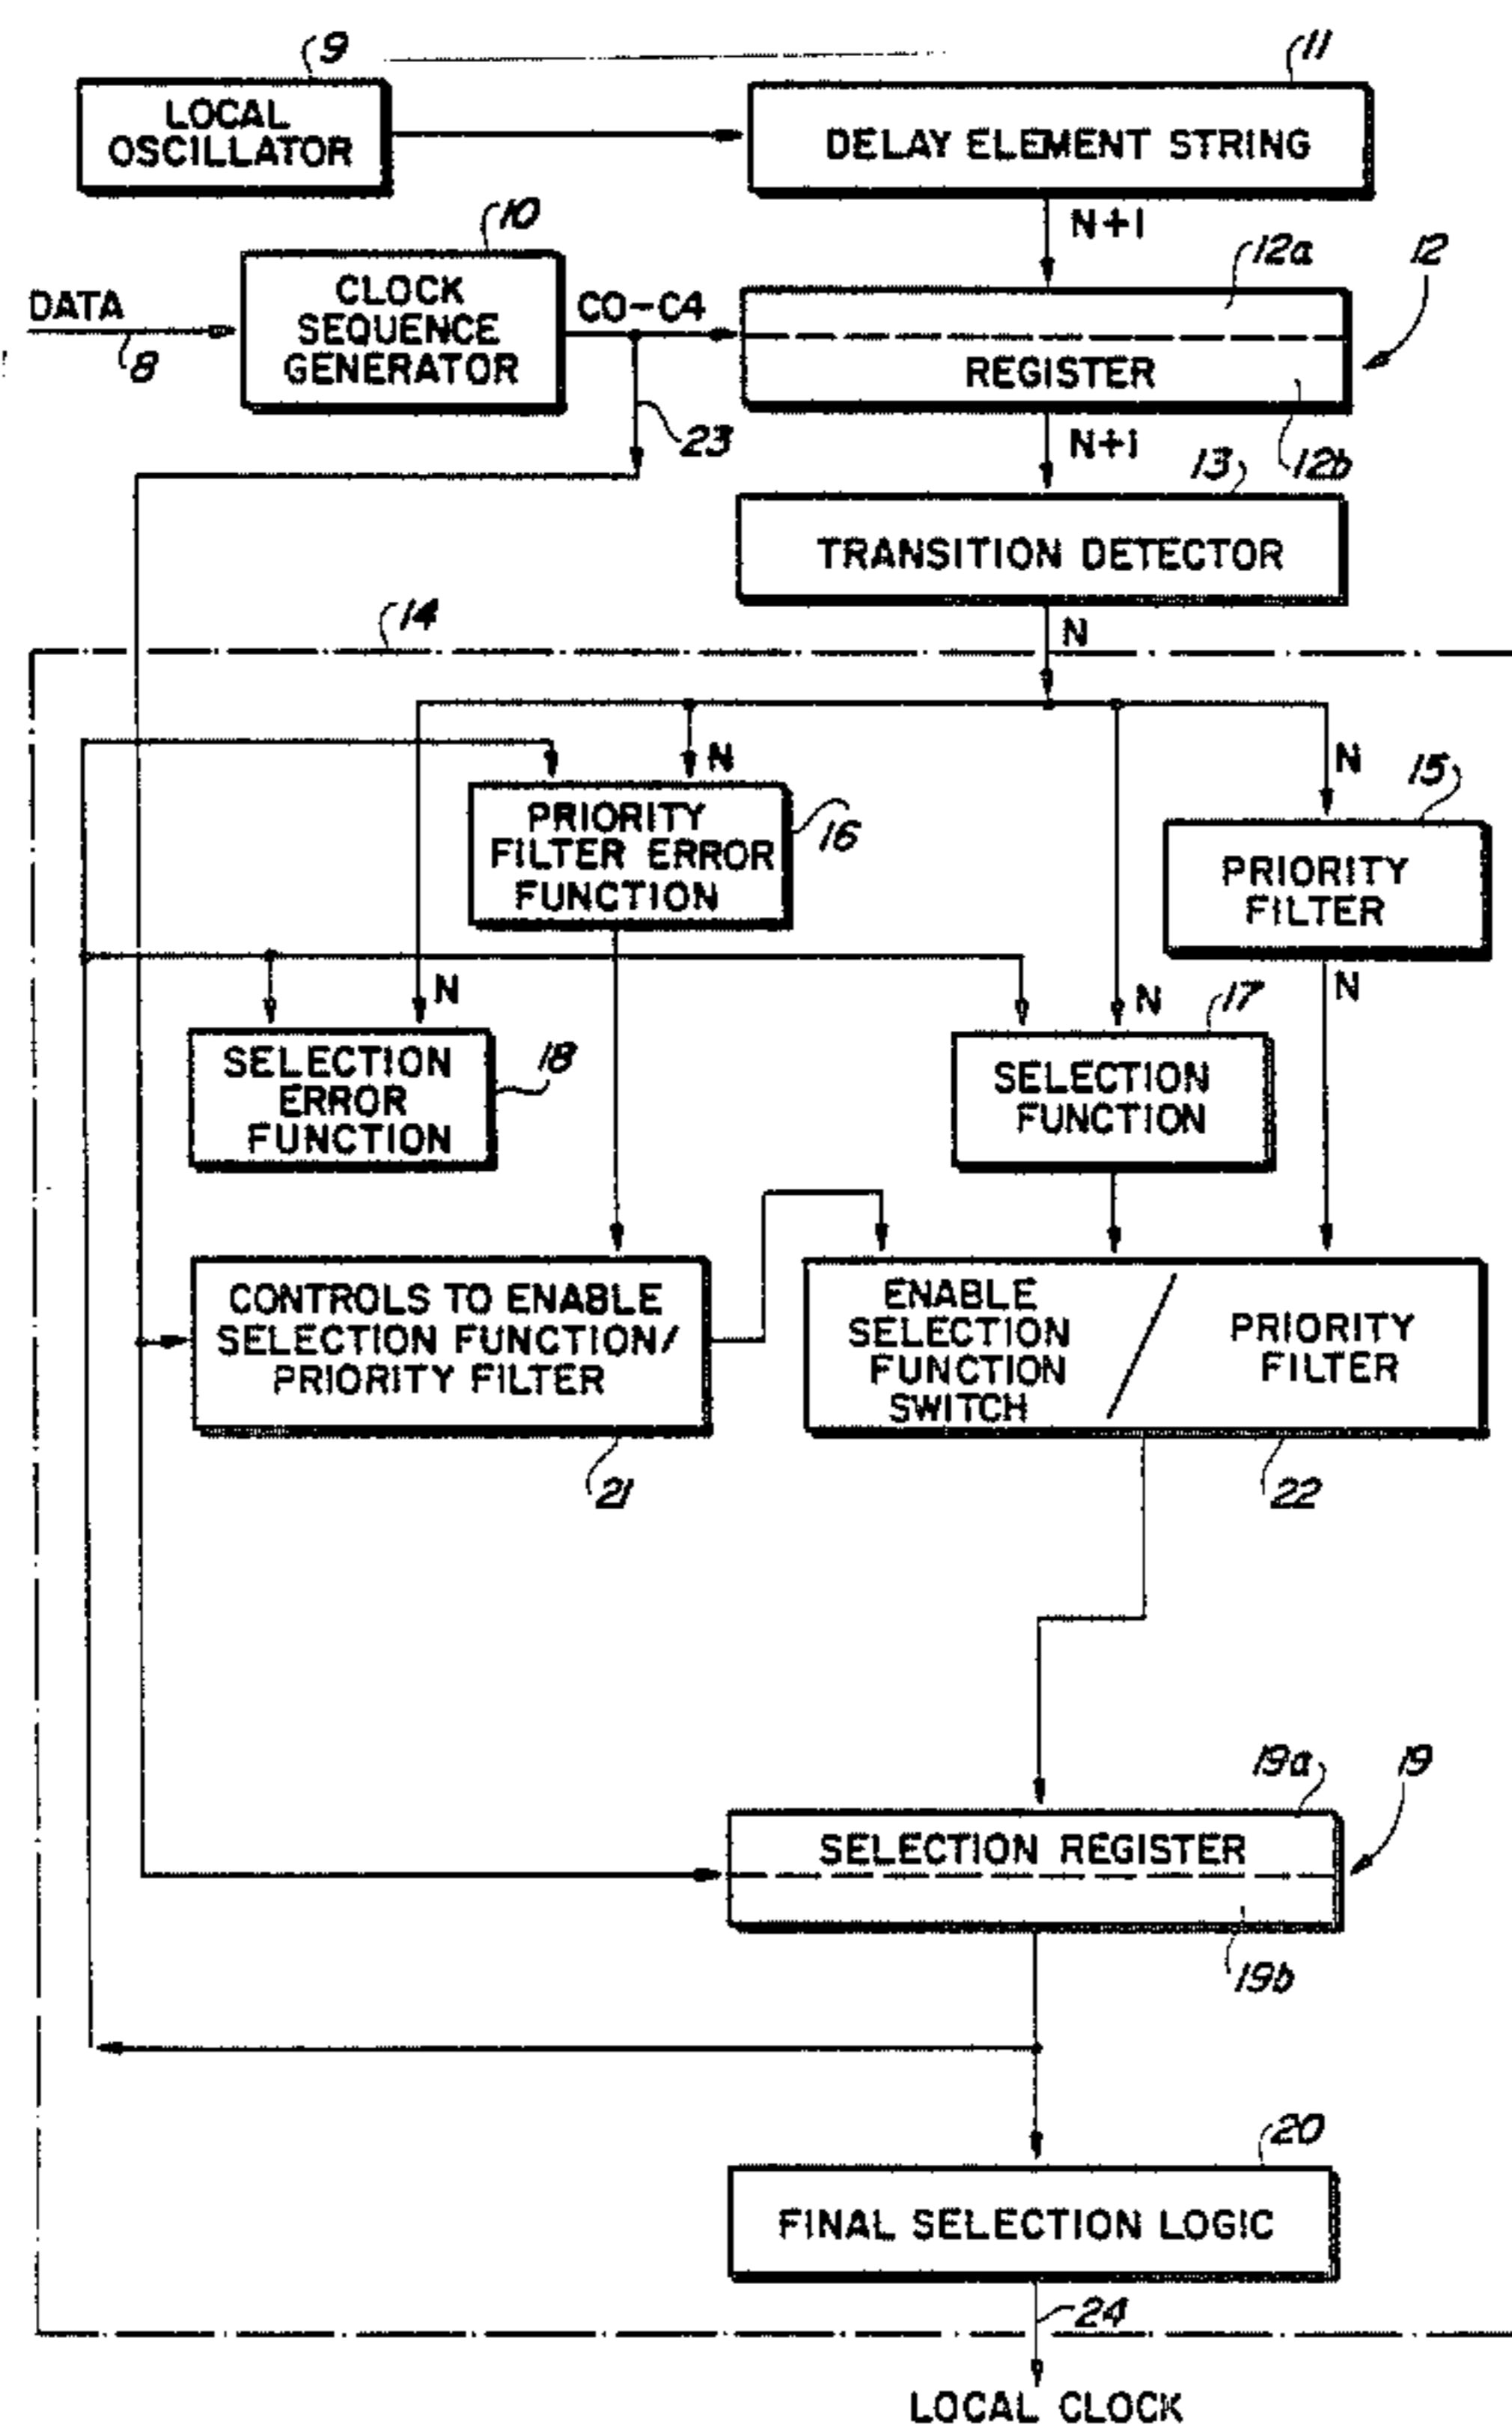 9
11
LOCAL
OSCILLATOR
DELAY ELEMENT STRING
10
N+1
12a
12
DATA
8
CLOCK
SEQUENCE
GENERATOR
C0-C4
REGISTER
23
N+1
12b
13
TRANSITION DETECTOR
14
N
N
N
15
PRIORITY
FILTER ERROR
FUNCTION
16
PRIORITY
FILTER
N
N
17
N
SELECTION
ERROR
FUNCTION
18
SELECTION
FUNCTION
CONTROLS TO ENABLE
SELECTION FUNCTION/
PRIORITY FILTER
ENABLE
SELECTION
FUNCTION
SWITCH
/
PRIORITY
FILTER
21
22
19a
19
SELECTION REGISTER
19b
20
FINAL SELECTION LOGIC
24
LOCAL CLOCK